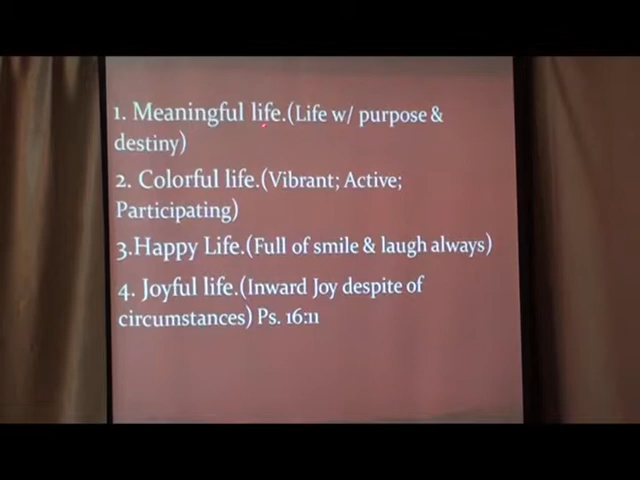 1. Meaningful life.(Life w/ purpose &
destiny)
2. Colorful life.(Vibrant; Active;
Participating)
3.Happy Life.(Full of smile & laugh always)
4. Joyful life.(Inward Joy despite of
circumstances) Ps. 16:11